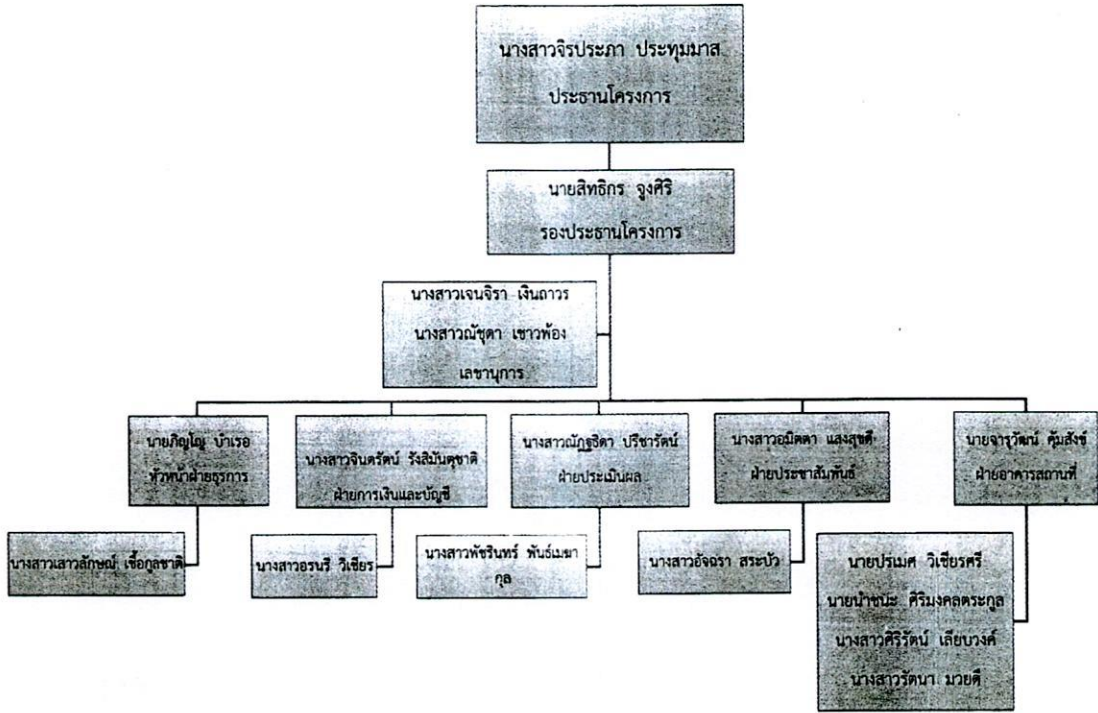 นางสาวจิรประภา ประทุมมาส
ประธานโครงการ
นายสิทธิกร จูงศิริ
รองประธานโครงการ
นางสาวเจนจิรา เงินถาวร
นางสาวณัชุดา เชาวพ้อง
เลขานุการ
นายภิญโญ บำเรอ
หัวหน้าฝ่ายธุรการ
นางสาวจินตรัตน์ รังสิมันตุชาติ
ฝ่ายการเงินและบัญชี
นางสาวณัฏฐธิดา ปรีชารัตน์
ฝ่ายประเมินผล
นางสาวอมิตตา แสงสุขดี
ฝ่ายประชาสัมพันธ์
นายจารุวัฒน์ คุ้มสังข์
ฝ่ายอาคารสถานที่
นางสาวเสาวลักษณ์ เชื้อกูลชาติ
นางสาวอรนรี วิเชียร
นางสาวพัชรินทร์ พันธ์เมฆา
กุล
นางสาวอัจฉรา สระบัว
นายปรเมศ วิเชียรศรี
นายนำชนะ ศิริมงคลตระกูล
นางสาวศิริรัตน์ เลียบวงค์
นางสาวรัตนา มวยดี